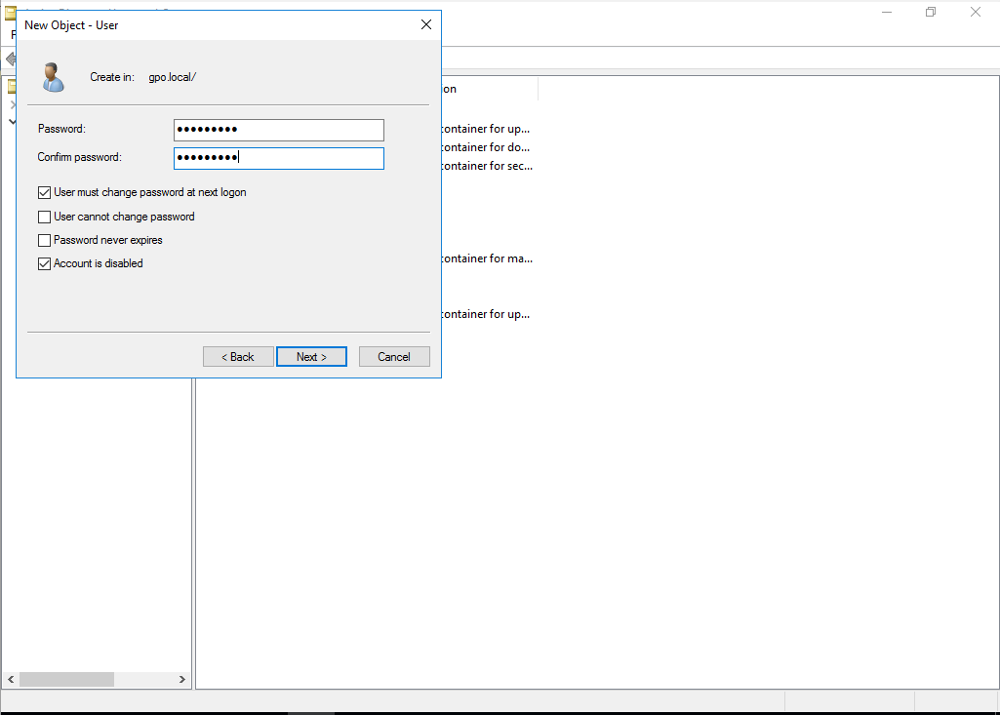 New Object - User
Create in: gpo.local/
Password: •••••••••
Confirm password: •••••••••
User must change password at next logon
User cannot change password
Password never expires
Account is disabled
< Back
Next >
Cancel
on
container for up...
container for do...
container for sec...
container for ma...
container for up...